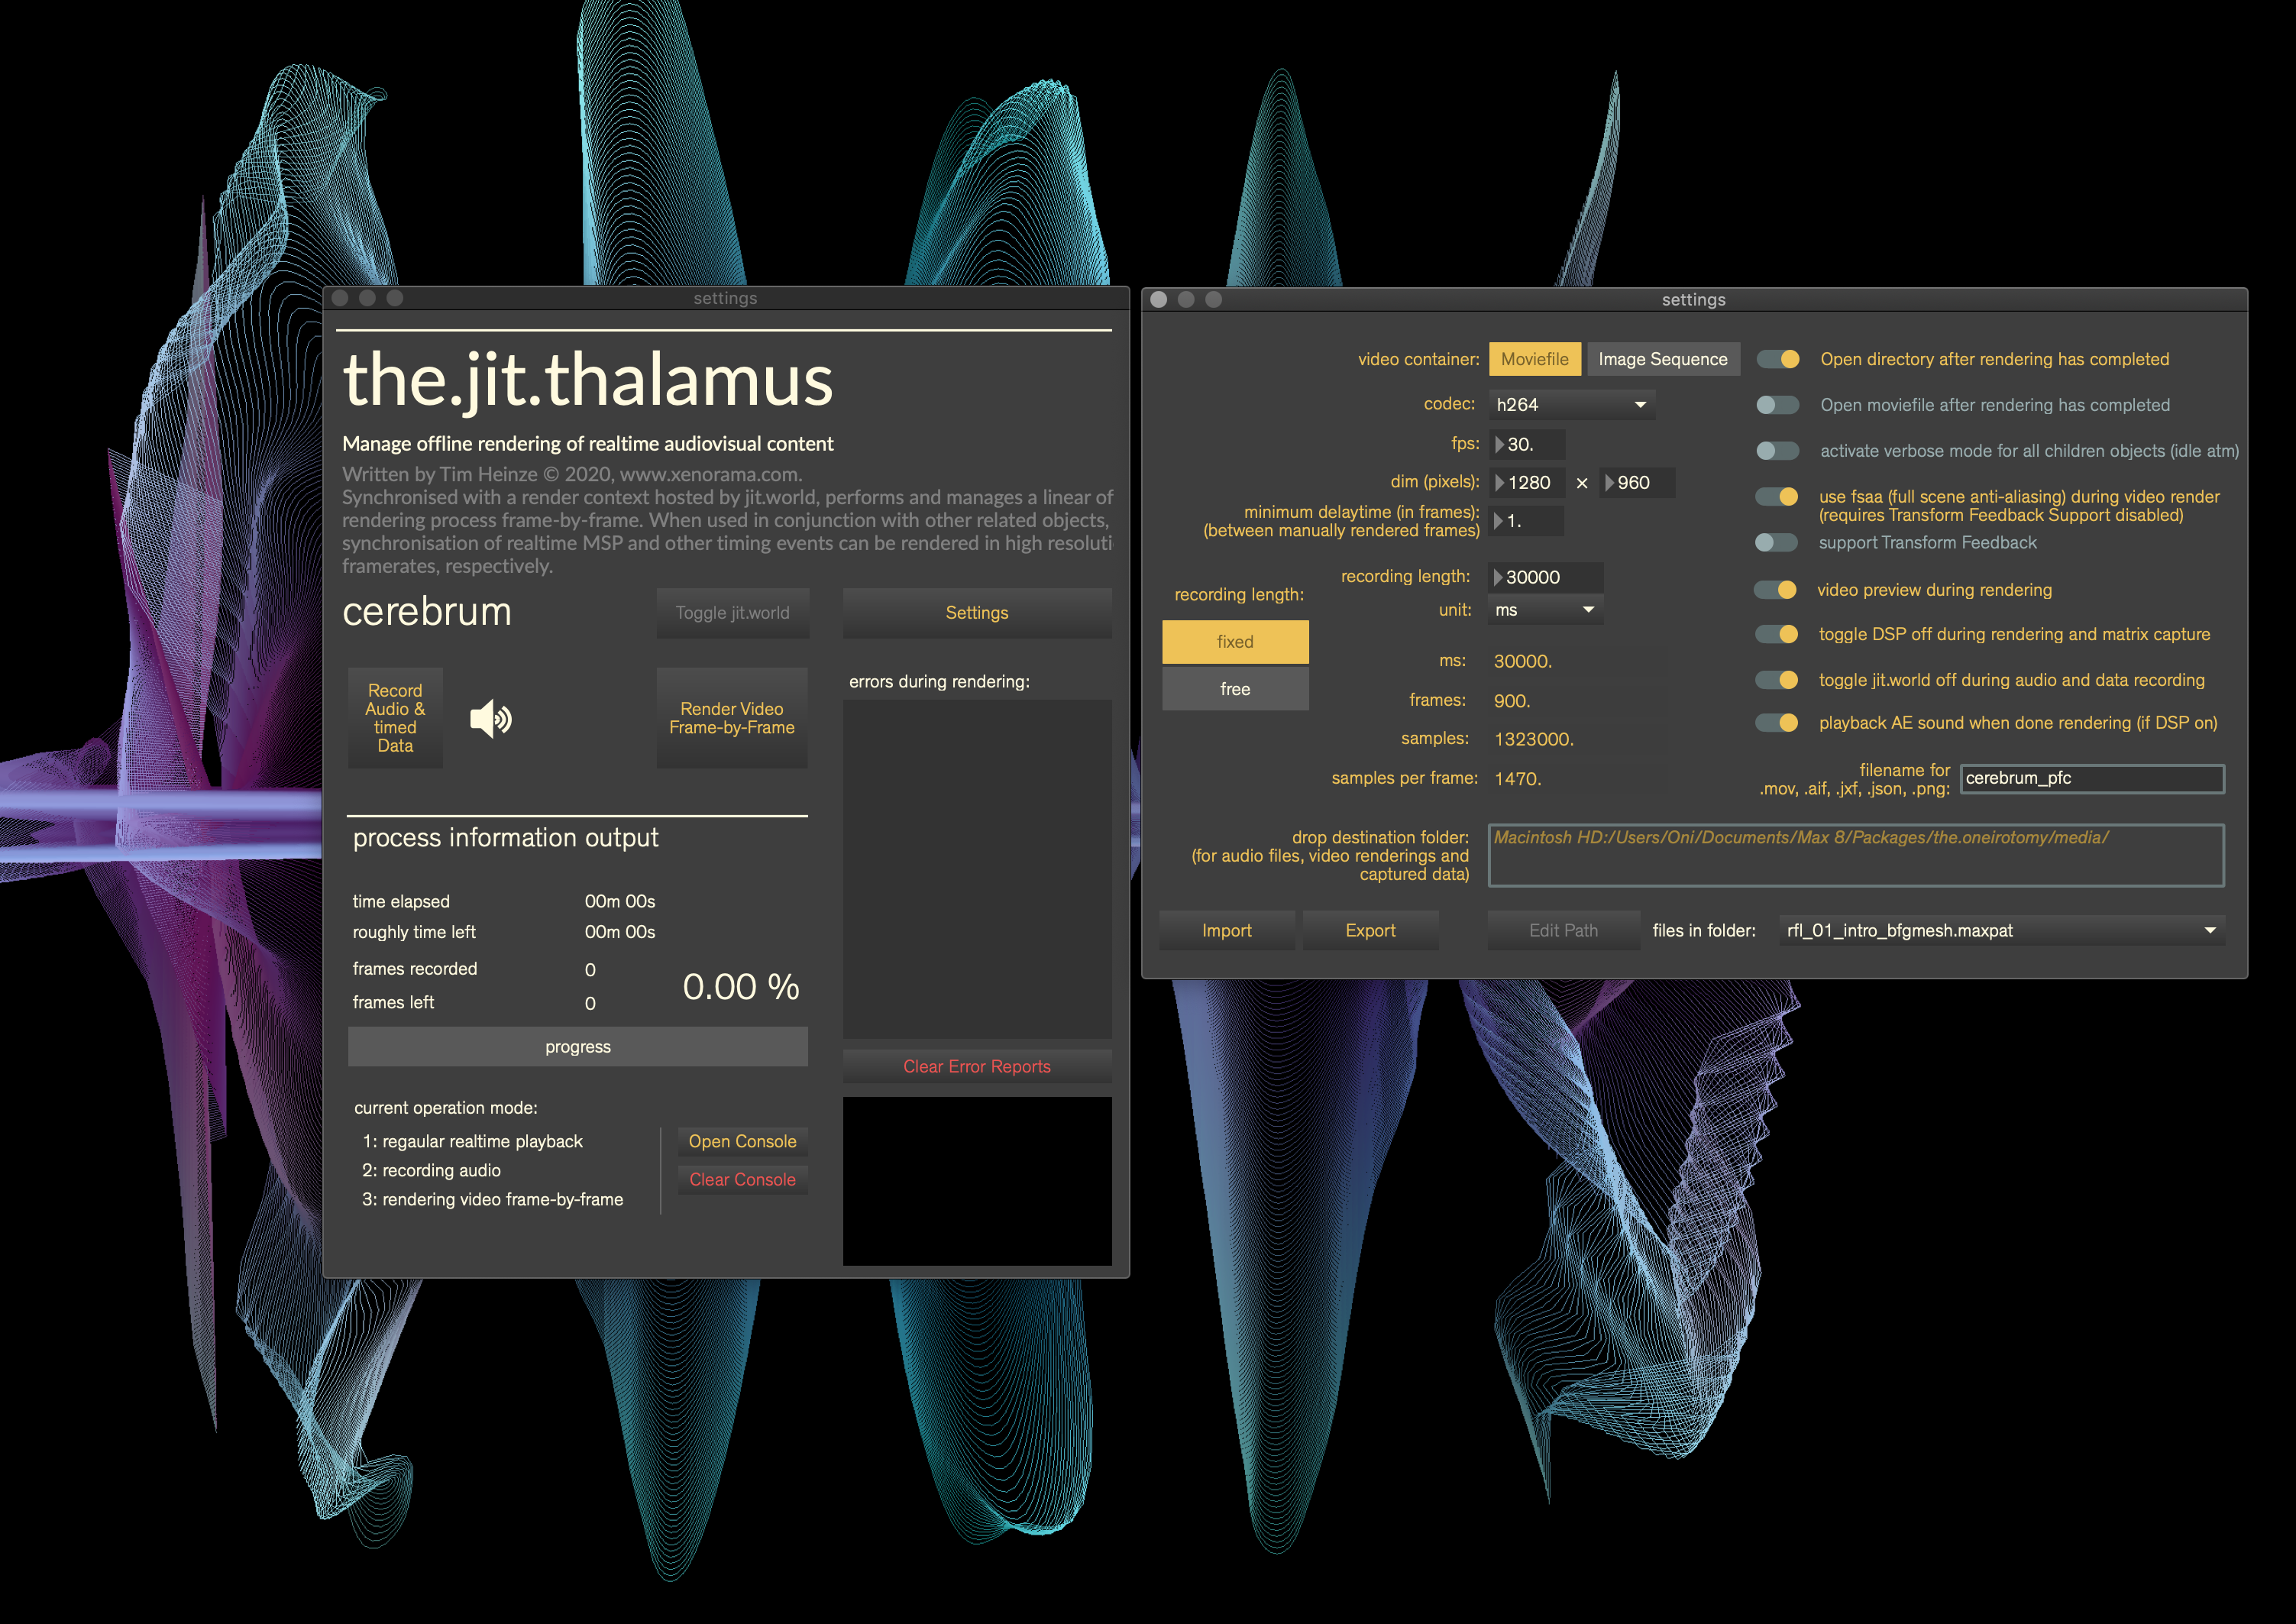 settings
the.jit.thalamus
Manage offline rendering of realtime audiovisual content
Written by Tim Heinze © 2020, www.xenorama.com.
Synchronised with a render context hosted by jit.world, performs and manages a linear of
rendering process frame-by-frame. When used in conjunction with other related objects,
synchronisation of realtime MSP and other timing events can be rendered in high resoluti
framerates, respectively.
cerebrum
Toggle jit.world
Settings
Record
Audio &
timed
Data
Render Video
Frame-by-Frame
errors during rendering:
process information output
time elapsed 00m 00s
roughly time left 00m 00s
frames recorded 0
frames left 0
0.00 %
progress
Clear Error Reports
current operation mode:
1: regaular realtime playback
2: recording audio
3: rendering video frame-by-frame
Open Console
Clear Console
settings
video container: Moviefile Image Sequence
codec: h264
fps: 30.
dim (pixels): 1280 × 960
minimum delaytime (in frames):
(between manually rendered frames)
1.
recording length:
fixed
free
recording length: 30000
unit: ms
ms: 30000.
frames: 900.
samples: 1323000.
samples per frame: 1470.
Open directory after rendering has completed
Open moviefile after rendering has completed
activate verbose mode for all children objects (idle atm)
use fsaa (full scene anti-aliasing) during video render
(requires Transform Feedback Support disabled)
support Transform Feedback
video preview during rendering
toggle DSP off during rendering and matrix capture
toggle jit.world off during audio and data recording
playback AE sound when done rendering (if DSP on)
filename for
.mov, .aif, .jxf, .json, .png:
cerebrum_pfc
drop destination folder:
(for audio files, video renderings and
captured data)
Macintosh HD:/Users/Oni/Documents/Max 8/Packages/the.oneirotomy/media/
Import
Export
Edit Path
files in folder:
rfl_01_intro_bfgmesh.maxpat